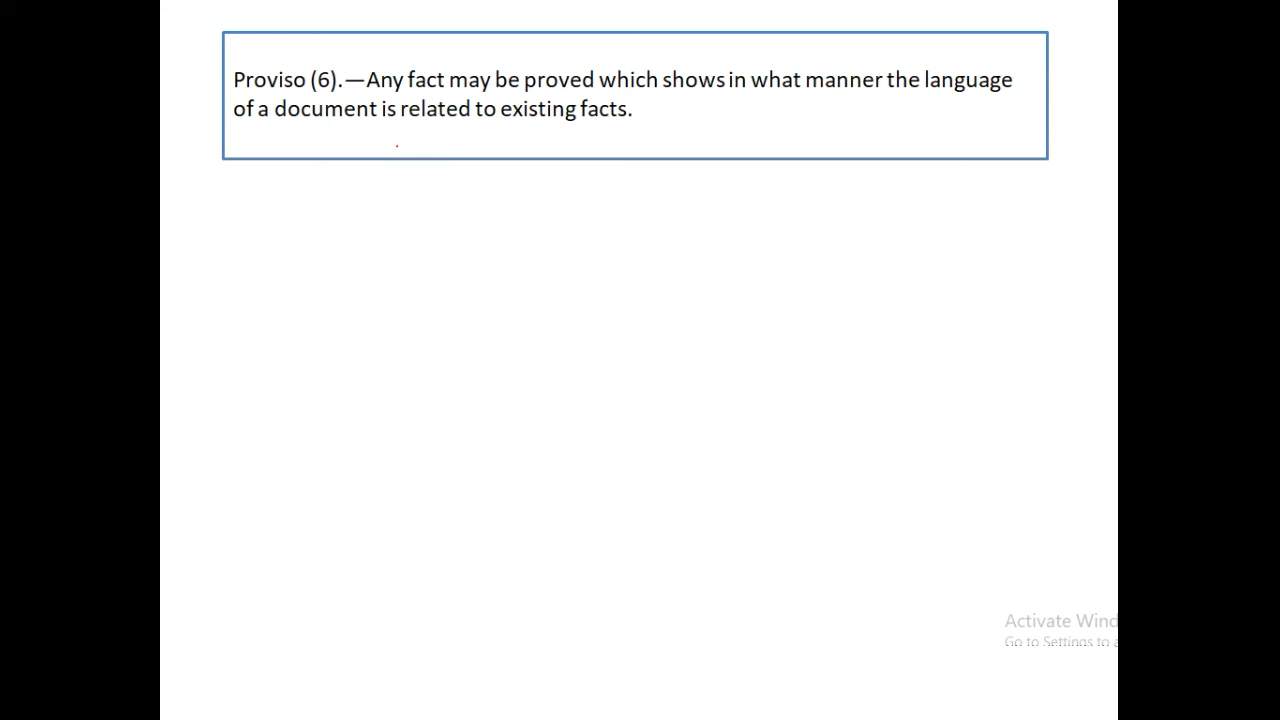 Proviso (6).—Any fact may be proved which shows in what manner the language
of a document is related to existing facts.
Activate Wind
Go to Settings to a